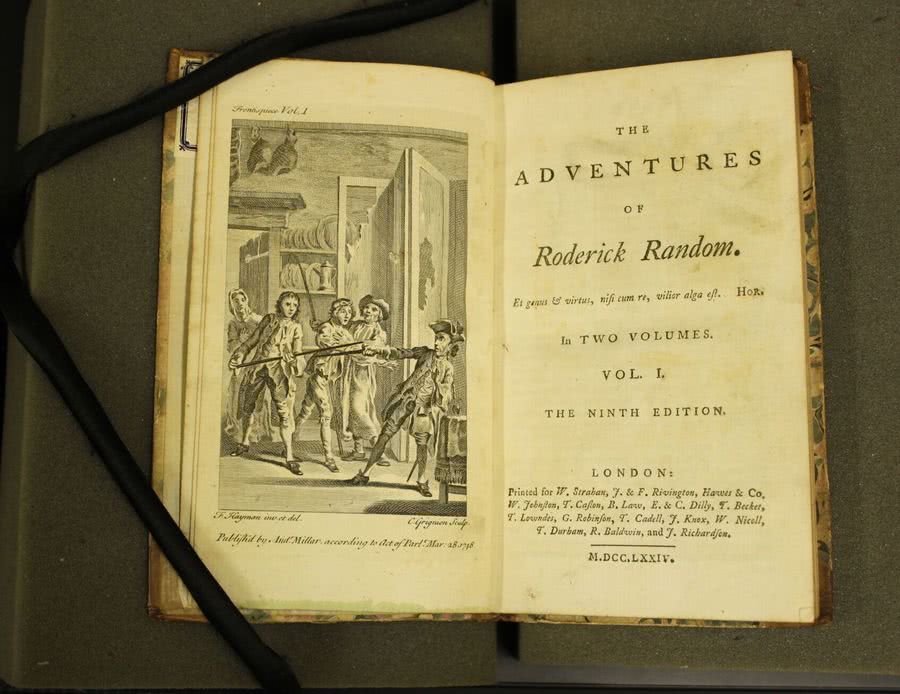 Frontispiece Vol, I
F. Hayman inv. et del.
C. Grignion Sculp.
Publish'd by And.ʷ Millar. according to Act of Parl.ᵗ Mar. 28. 1748
THE
ADVENTURES
OF
Roderick Random.
Et genus & virtus, niſi cum re, vilior alga eſt. HOR.
In TWO VOLUMES.
VOL. I.
THE NINTH EDITION.
LONDON:
Printed for W. Strahan, J. & F. Rivington, Hawes & Co.
W. Johnſton, T. Caſlon, B. Law, E. & C. Dilly, T. Becket,
T. Lowndes, G. Robinſon, T. Cadell, J. Knox, W. Nicoll,
T. Durham, R. Baldwin, and J. Richardſon.
M.DCC.LXXIV.